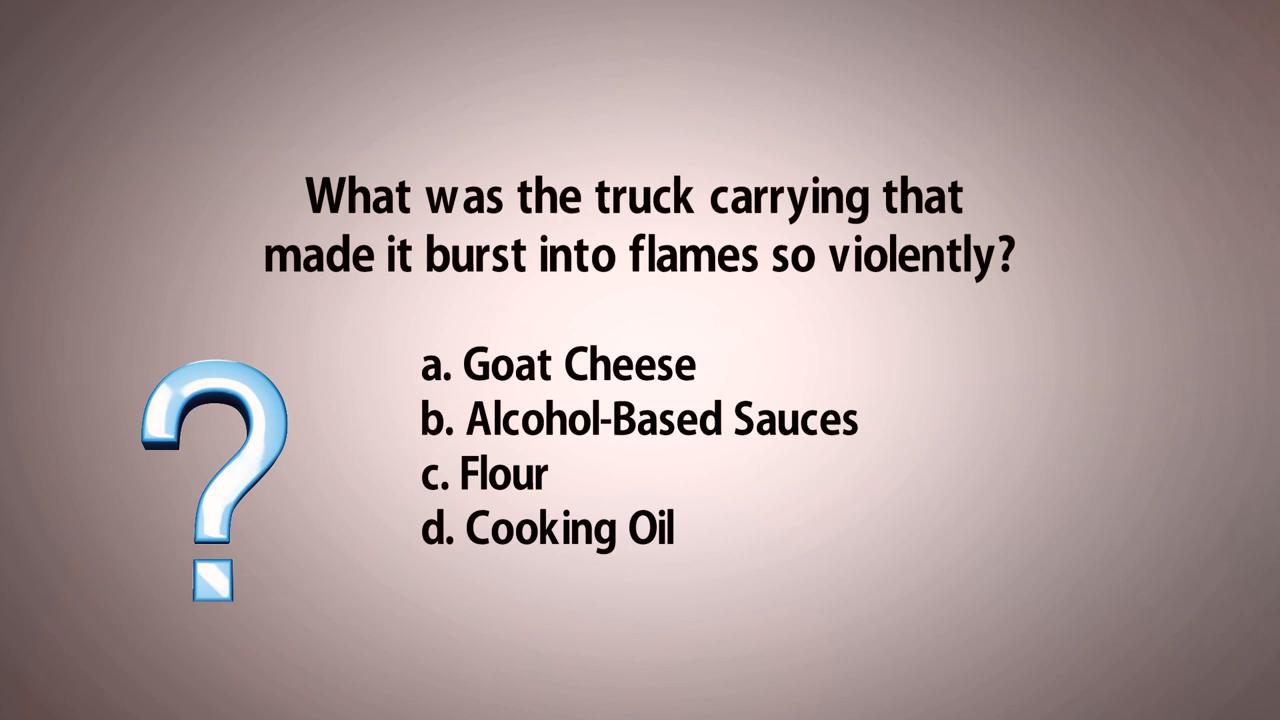 What was the truck carrying that
made it burst into flames so violently?
a. Goat Cheese
b. Alcohol-Based Sauces
c. Flour
d. Cooking Oil